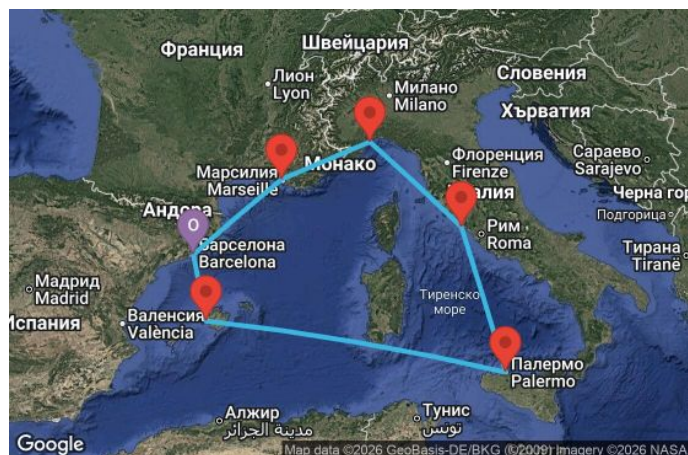 Франция
Швейцария
Словения
Лион
Lyon
Милано
Milano
Хърватия
Марсилия
Marseille
Монако
Флоренция
Firenze
Сараево
Sarajevo
алия
Андора
О
Барселона
Barcelona
Рим
Roma
Черна гор
Подгорица
Тирана
Tiranë
Мадрид
Madrid
Испания
Валенсия
València
Тиренско
море
Палермо
Palermo
Алжир
مدينة الجزائر
Тунис
تونس
Google
Map data ©2026 GeoBasis-DE/BKG (©2009) Imagery ©2026 NASA